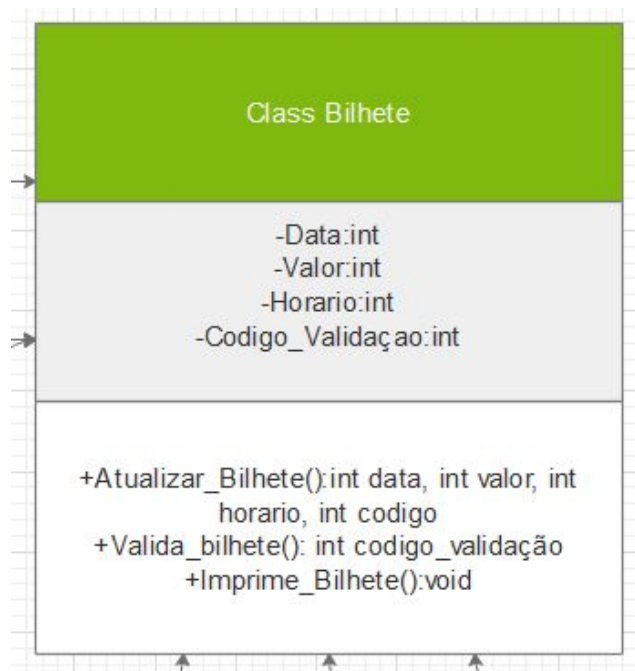 Class Bilhete
-Data:int
-Valor:int
-Horario:int
-Codigo_Validaçao:int
+Atualizar_Bilhete():int data, int valor, int
horario, int codigo
+Valida_bilhete(): int codigo_validação
+Imprime_Bilhete():void